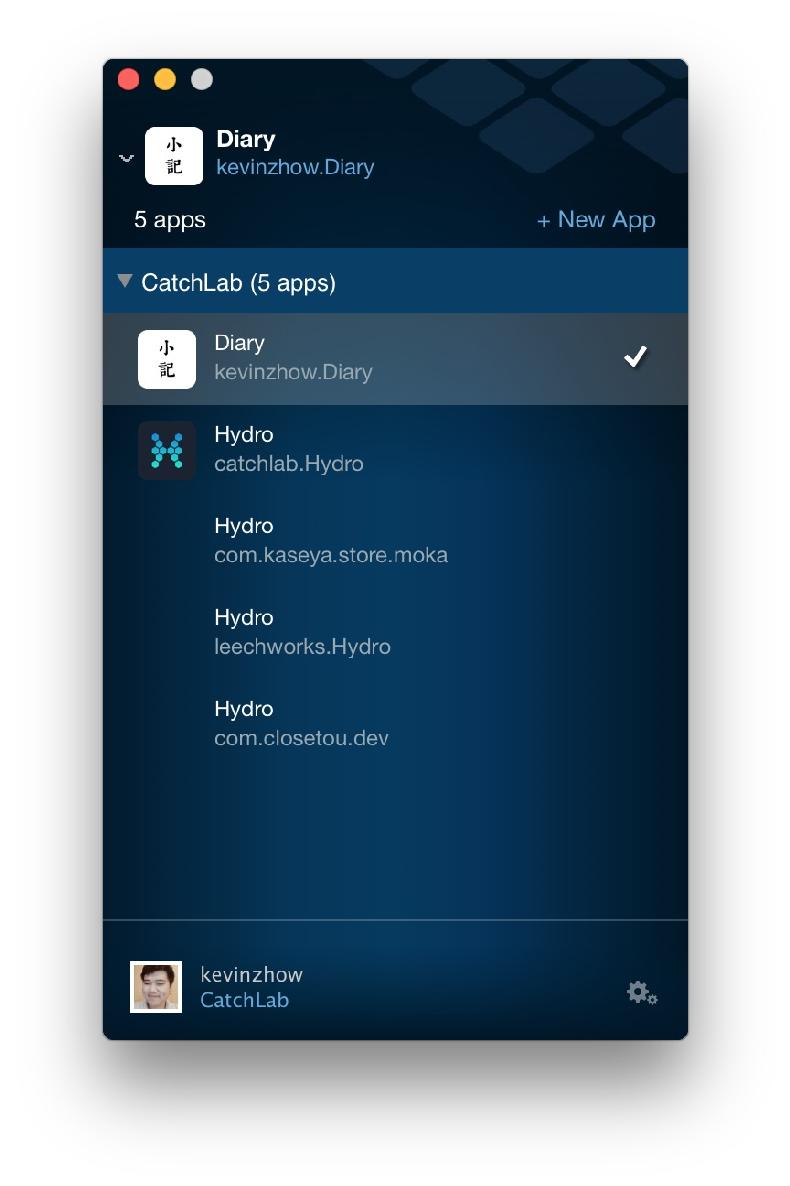 小
記
Diary
kevinzhow.Diary
5 apps
+ New App
CatchLab (5 apps)
小
記
Diary
kevinzhow.Diary
Hydro
catchlab.Hydro
Hydro
com.kaseya.store.moka
Hydro
leechworks.Hydro
Hydro
com.closetou.dev
kevinzhow
CatchLab